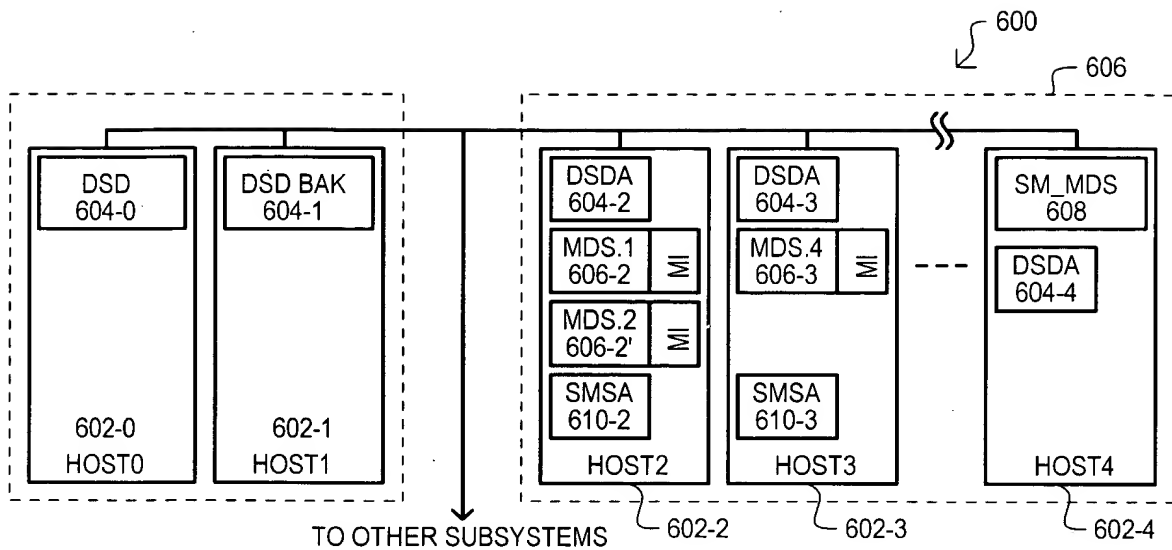 600
606
DSD
604-0
602-0
HOST0
DSD BAK
604-1
602-1
HOST1
DSDA
604-2
MDS.1
606-2
MI
MDS.2
606-2'
MI
SMSA
610-2
HOST2
DSDA
604-3
MDS.4
606-3
MI
SMSA
610-3
HOST3
SM_MDS
608
DSDA
604-4
HOST4
TO OTHER SUBSYSTEMS
602-2
602-3
602-4